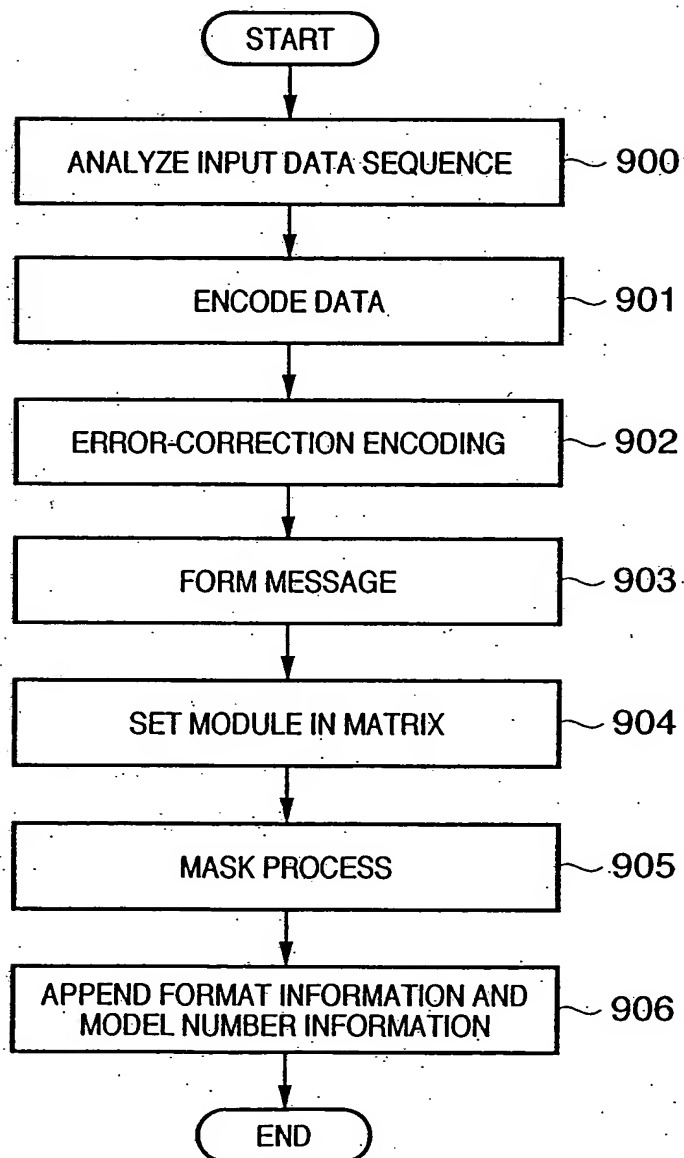 START
ANALYZE INPUT DATA SEQUENCE
900
ENCODE DATA
901
ERROR-CORRECTION ENCODING
902
FORM MESSAGE
903
SET MODULE IN MATRIX
904
MASK PROCESS
905
APPEND FORMAT INFORMATION AND
MODEL NUMBER INFORMATION
906
END